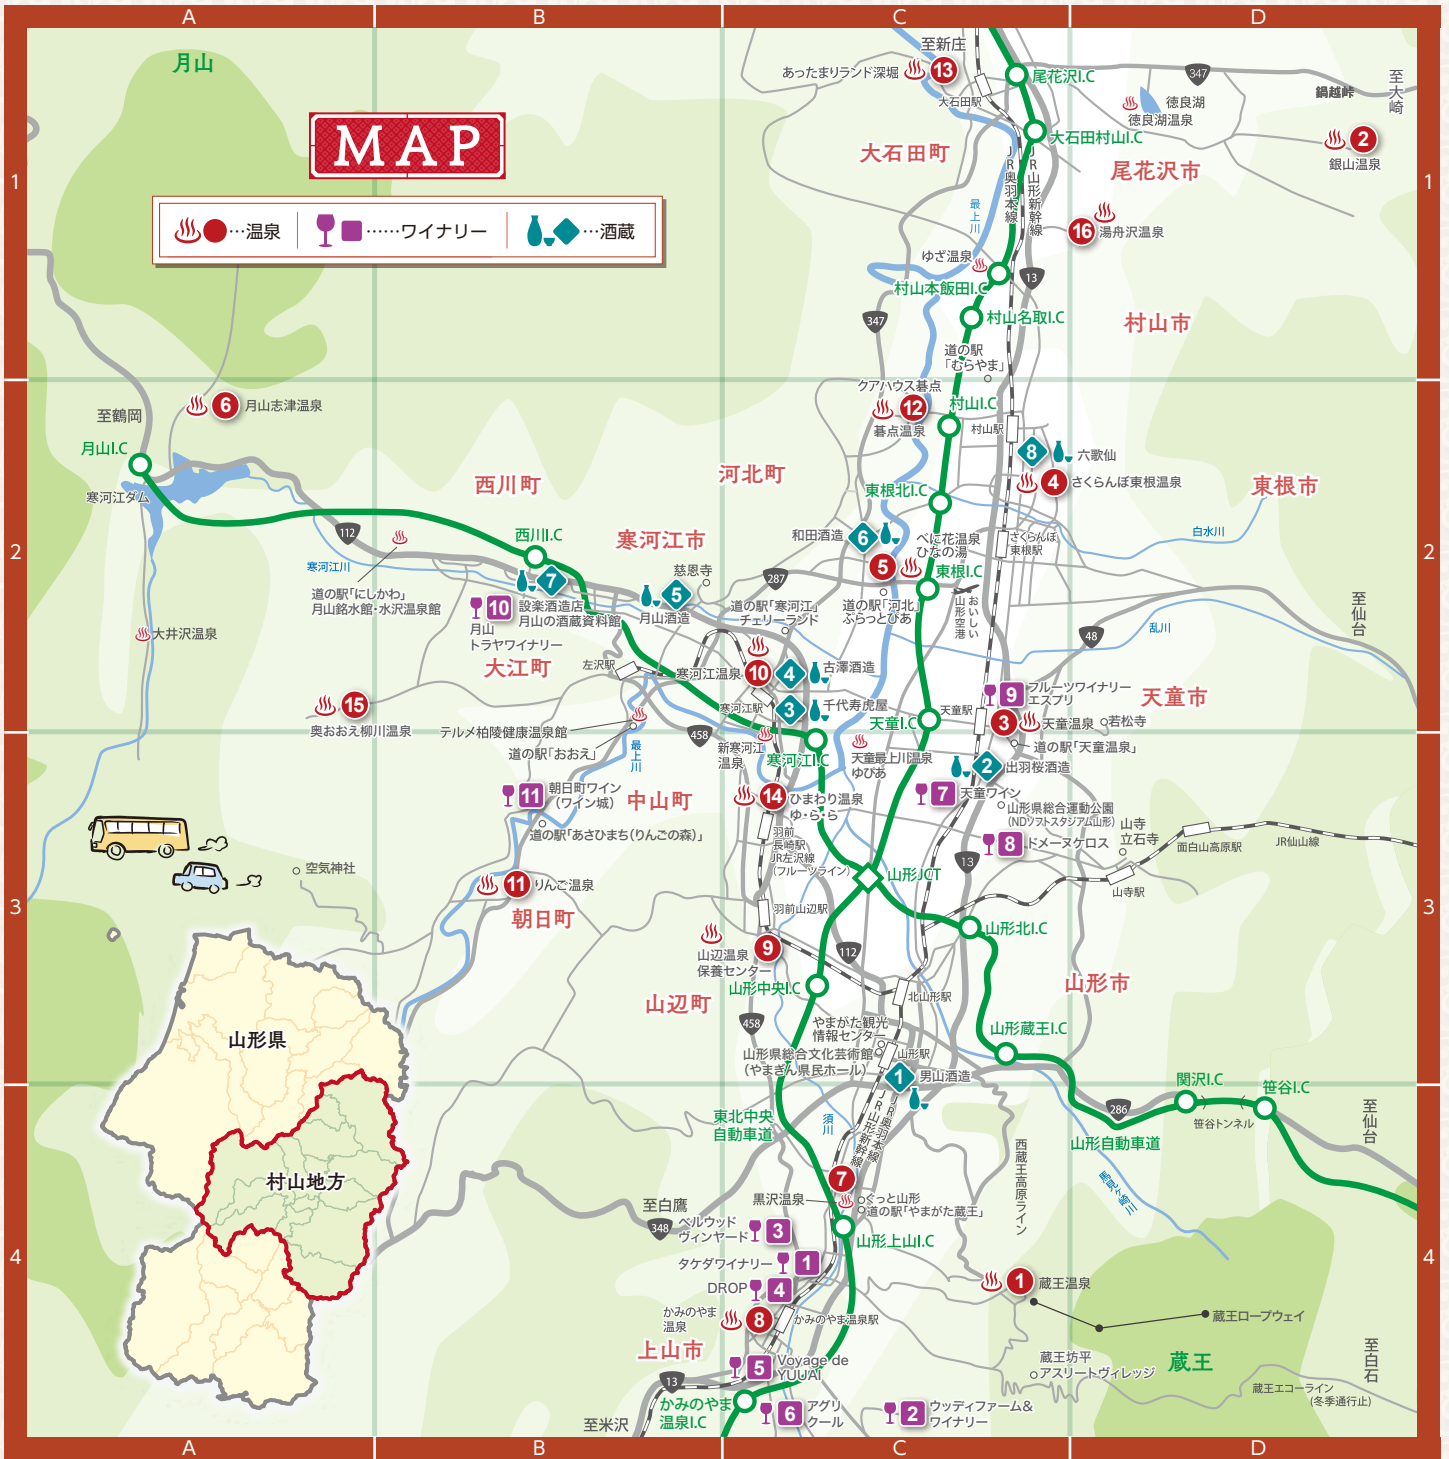 A
B
C
D
1
2
3
4
1
2
3
4
A
B
C
D
MAP
…温泉
……ワイナリー
…酒蔵
月山
至新庄
あったまりランド深堀
13
大石田駅
尾花沢I.C
347
鍋越峠
至大崎
徳良湖
徳良湖温泉
2
銀山温泉
大石田村山I.C
大石田町
尾花沢市
JR奥羽本線
JR山形新幹線
最上川
16
湯舟沢温泉
ゆざ温泉
村山本飯田I.C
13
347
村山名取I.C
村山市
道の駅
「むらやま」
クアハウス碁点
12
碁点温泉
村山I.C
村山駅
8
六歌仙
4
さくらんぼ東根温泉
東根市
至鶴岡
6
月山志津温泉
月山I.C
寒河江ダム
西川町
河北町
東根北I.C
112
寒河江川
西川I.C
寒河江市
和田酒造
6
べに花温泉
ひなの湯
5
さくらんぼ
東根駅
白水川
道の駅「にしかわ」
月山銘水館・水沢温泉館
7
設楽酒造店
月山の酒蔵資料館
10
月山
トラヤワイナリー
慈恩寺
5
月山酒造
287
道の駅「寒河江」
チェリーランド
道の駅「河北」
ぶらっとぴあ
東根I.C
おいしい
山形空港
48
乱川
至仙台
大井沢温泉
大江町
左沢駅
寒河江温泉
10
4
古澤酒造
3
千代寿虎屋
寒河江駅
9
フルーツワイナリー
エスプリ
天童市
天童駅
3
天童温泉
若松寺
天童I.C
道の駅「天童温泉」
15
奥おおえ柳川温泉
テルメ柏陵健康温泉館
道の駅「おおえ」
最上川
458
新寒河江
温泉
寒河江I.C
天童最上川温泉
ゆぴあ
2
出羽桜酒造
7
天童ワイン
山形県総合運動公園
(NDソフトスタジアム山形)
11
朝日町ワイン
(ワイン城)
中山町
14
ひまわり温泉
ゆ・ら・ら
道の駅「あさひまち(りんごの森)」
羽前
長崎駅
JR左沢線
(フルーツライン)
8
ドメーヌケロス
13
山寺
立石寺
面白山高原駅
JR仙山線
山寺駅
空気神社
11
りんご温泉
朝日町
山形JCT
羽前山辺駅
山形北I.C
9
山辺温泉
保養センター
112
山形中央I.C
北山形駅
山形市
山辺町
458
やまがた観光
情報センター
山形県総合文化芸術館
(やまぎん県民ホール)
山形駅
山形蔵王I.C
1
男山酒造
山形県
村山地方
東北中央
自動車道
須川
JR山形新幹線
JR奥羽本線
西蔵王高原ライン
286
山形自動車道
関沢I.C
笹谷I.C
笹谷トンネル
至仙台
馬見ヶ崎川
7
黒沢温泉
ぐっと山形
道の駅「やまがた蔵王」
至白鷹
348
ベルウッド
ヴィンヤード
3
山形上山I.C
タケダワイナリー
1
DROP
4
かみのやま
温泉
8
かみのやま温泉駅
1
蔵王温泉
蔵王ロープウェイ
上山市
5
Voyage de
YUUAI
13
かみのやま
温泉I.C
至米沢
6
アグリ
クール
2
ウッディファーム&
ワイナリー
蔵王坊平
アスリートヴィレッジ
蔵王
蔵王エコーライン
(冬季通行止)
至白石